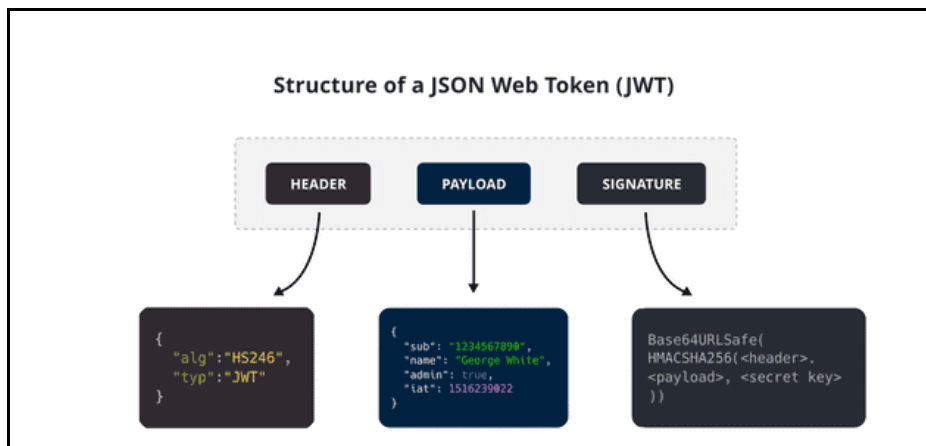 Structure of a JSON Web Token (JWT)
HEADER
PAYLOAD
SIGNATURE
{
"alg":"HS246",
"typ":"JWT"
}
{
"sub": "1234567890",
"name": "George White",
"admin": true,
"iat": 1516239022
}
Base64URLSafe(
HMACSHA256(<header>.
<payload>, <secret key>
))